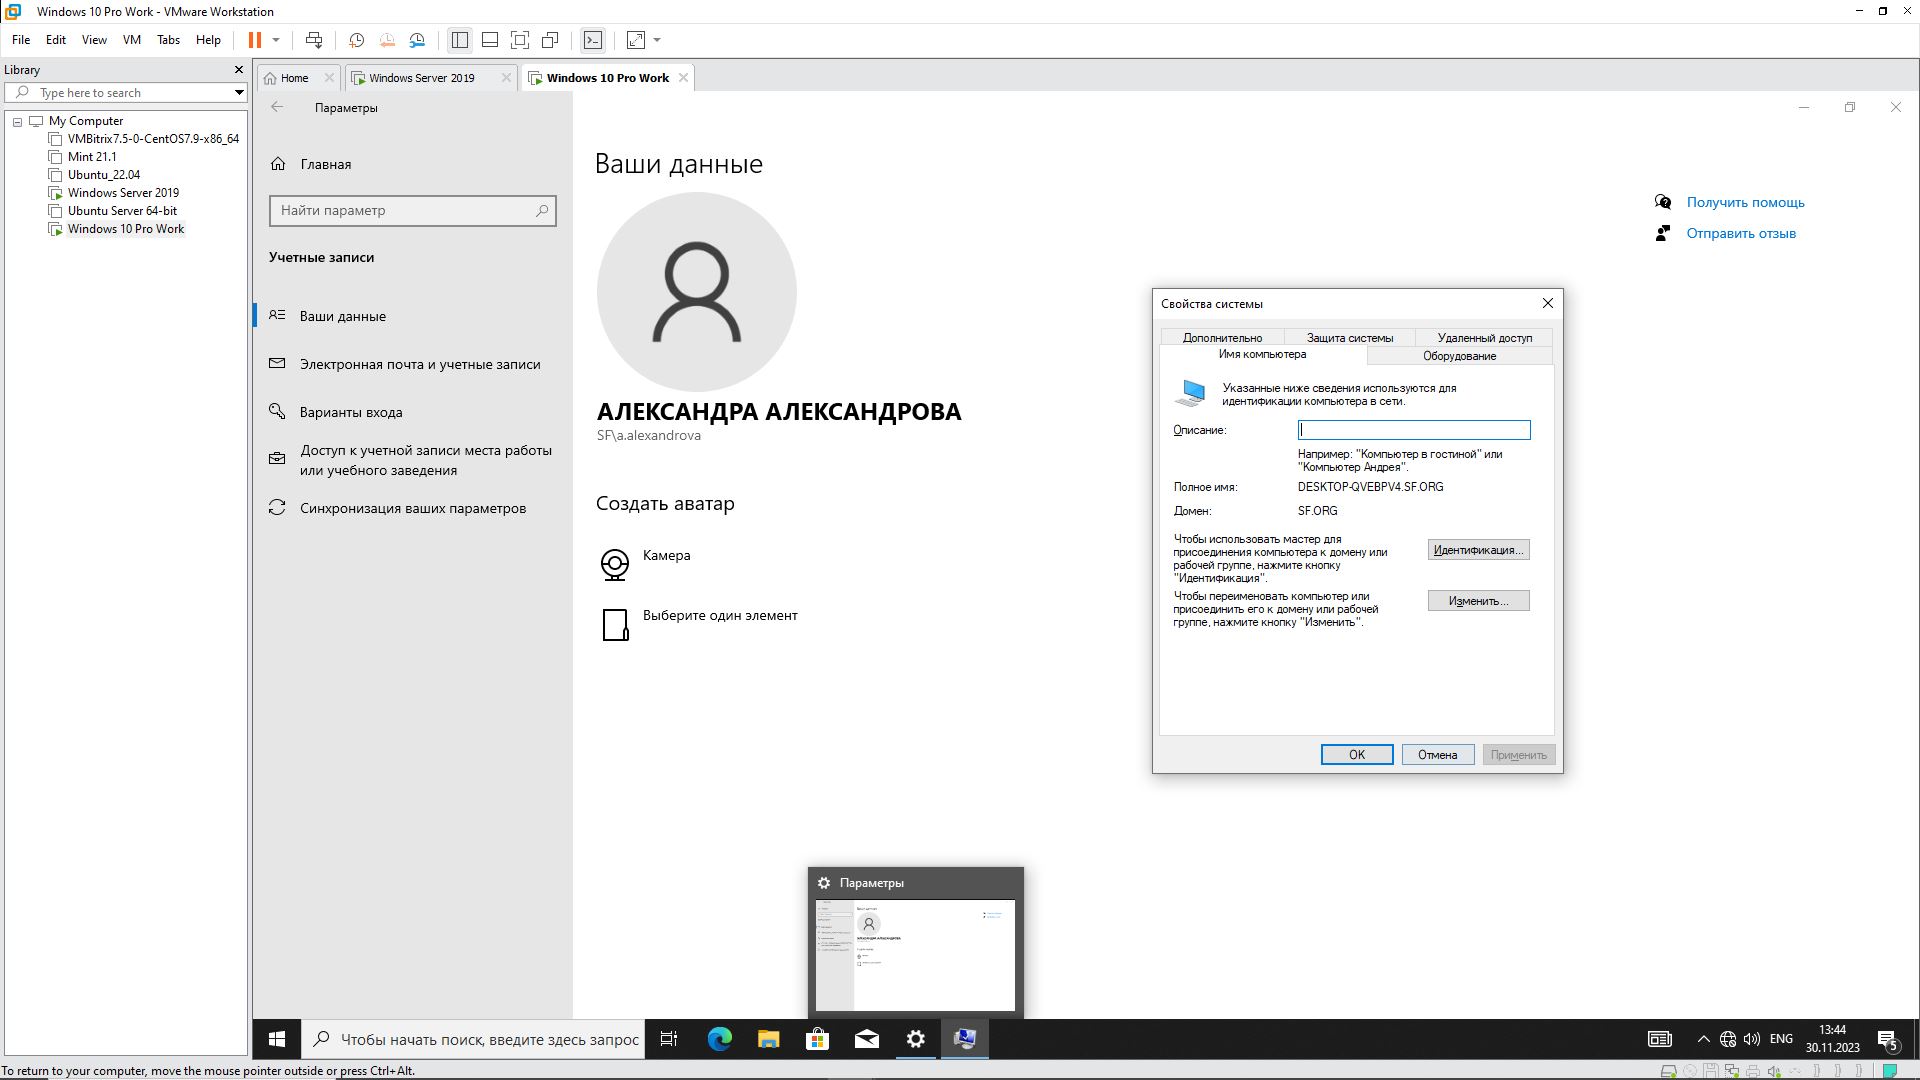 Windows 10 Pro Work - VMware Workstation
File Edit View VM Tabs Help
Library
Type here to search
My Computer
VMBitrix7.5-0-CentOS7.9-x86_64
Mint 21.1
Ubuntu_22.04
Windows Server 2019
Ubuntu Server 64-bit
Windows 10 Pro Work
Home
Windows Server 2019
Windows 10 Pro Work
Параметры
Главная
Найти параметр
Учетные записи
Ваши данные
Электронная почта и учетные записи
Варианты входа
Доступ к учетной записи места работы
или учебного заведения
Синхронизация ваших параметров
Ваши данные
АЛЕКСАНДРА АЛЕКСАНДРОВА
SF\a.alexandrova
Создать аватар
Камера
Выберите один элемент
Получить помощь
Отправить отзыв
Свойства системы
Дополнительно
Защита системы
Удаленный доступ
Имя компьютера
Оборудование
Указанные ниже сведения используются для
идентификации компьютера в сети.
Описание:
Например: "Компьютер в гостиной" или
"Компьютер Андрея".
Полное имя:
DESKTOP-QVEBPV4.SF.ORG
Домен:
SF.ORG
Чтобы использовать мастер для
присоединения компьютера к домену или
рабочей группе, нажмите кнопку
"Идентификация".
Идентификация...
Чтобы переименовать компьютер или
присоединить его к домену или рабочей
группе, нажмите кнопку "Изменить".
Изменить...
OK
Отмена
Применить
Параметры
Чтобы начать поиск, введите здесь запрос
ENG
13:44
30.11.2023
5
To return to your computer, move the mouse pointer outside or press Ctrl+Alt.